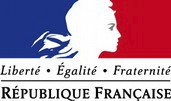 Liberté • Égalité • Fraternité
RÉPUBLIQUE FRANÇAISE